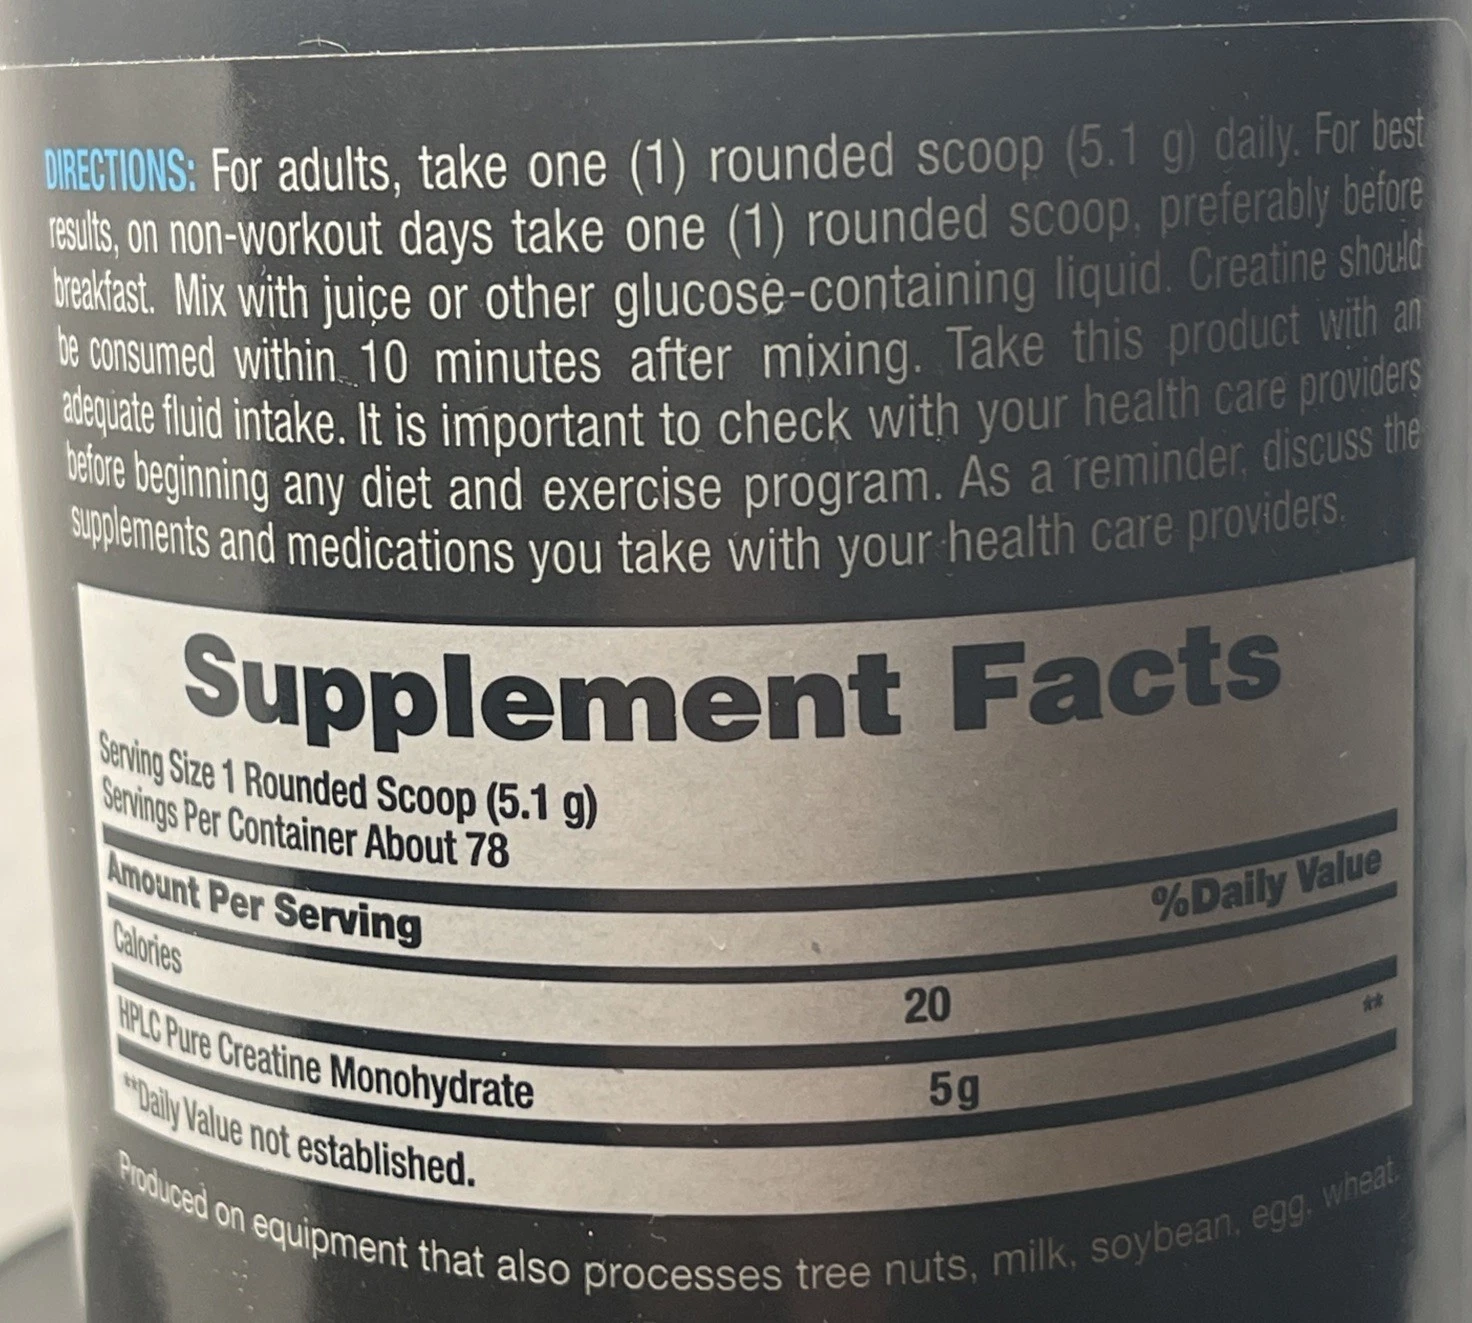 DIRECTIONS: For adults, take one (1) rounded scoop (5.1 g) daily. For best
results, on non-workout days take one (1) rounded scoop, preferably before
breakfast. Mix with juice or other glucose-containing liquid. Creatine should
be consumed within 10 minutes after mixing. Take this product with an
adequate fluid intake. It is important to check with your health care providers
before beginning any diet and exercise program. As a reminder, discuss the
supplements and medications you take with your health care providers.
Supplement Facts
Serving Size 1 Rounded Scoop (5.1 g)
Servings Per Container About 78
Amount Per Serving %Daily Value
Calories 20
HPLC Pure Creatine Monohydrate 5g **
**Daily Value not established.
Produced on equipment that also processes tree nuts, milk, soybean, egg, wheat.